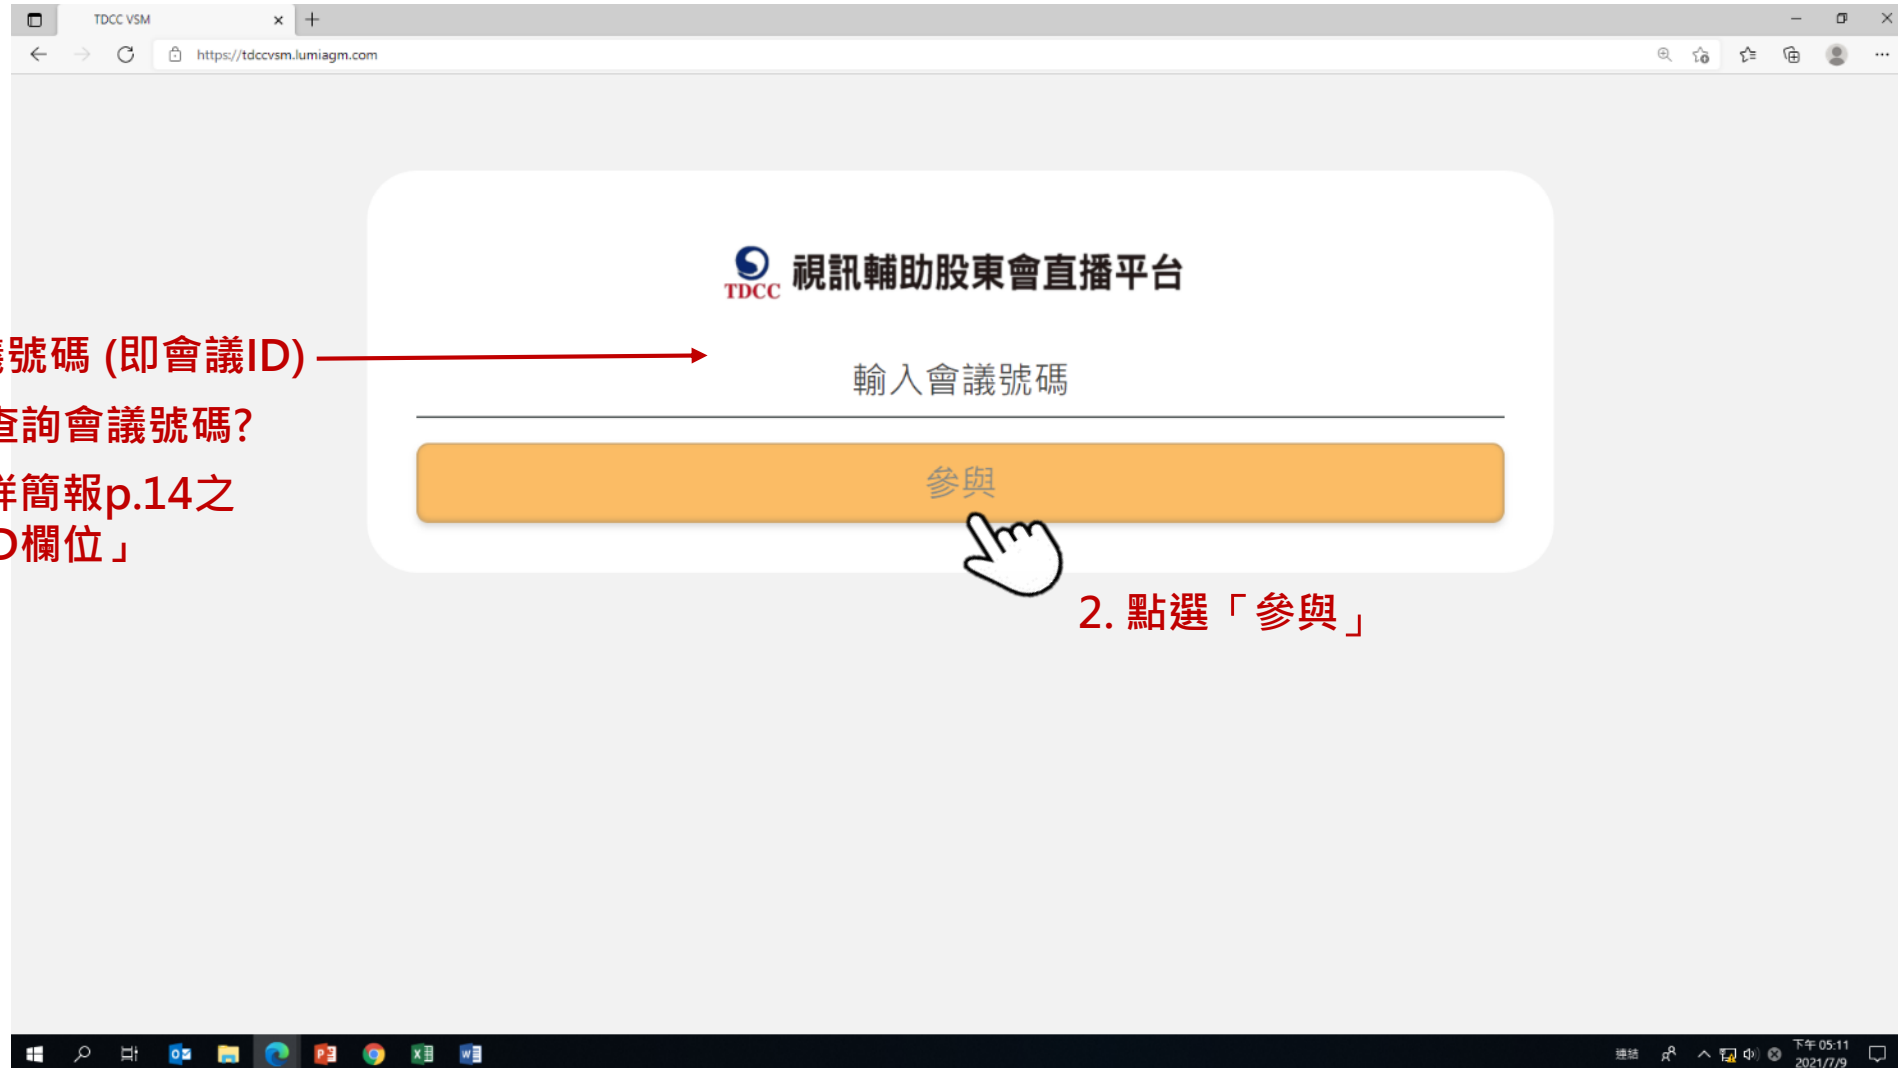 TDCC VSM
https://tdccvsm.lumiagm.com
TDCC 視訊輔助股東會直播平台
號碼 (即會議ID)
輸入會議號碼
查詢會議號碼?
參與
簡報p.14之
欄位」
2. 點選「參與」
連結
下午 05:11
2021/7/9